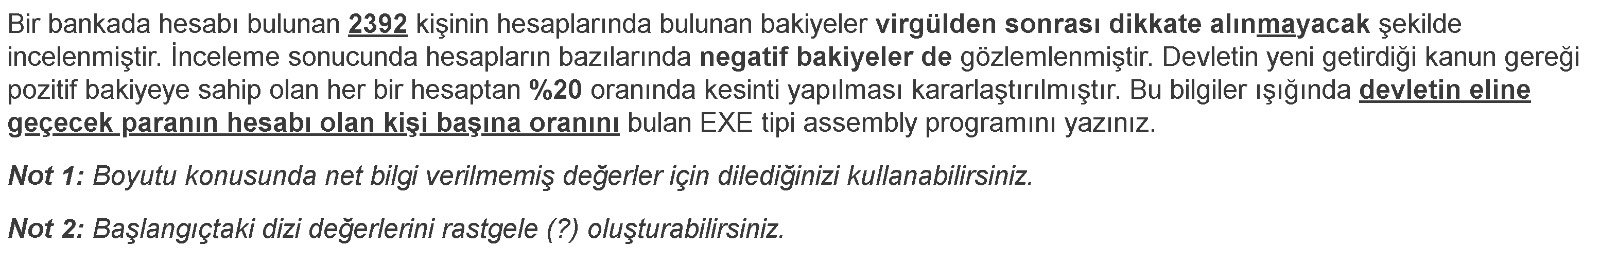 Bir bankada hesabı bulunan 2392 kişinin hesaplarında bulunan bakiyeler virgülden sonrası dikkate alınmayacak şekilde
incelenmiştir. İnceleme sonucunda hesapların bazılarında negatif bakiyeler de gözlemlenmiştir. Devletin yeni getirdiği kanun gereği
pozitif bakiyeye sahip olan her bir hesaptan %20 oranında kesinti yapılması kararlaştırılmıştır. Bu bilgiler ışığında devletin eline
geçecek paranın hesabı olan kişi başına oranını bulan EXE tipi assembly programını yazınız.
Not 1: Boyutu konusunda net bilgi verilmemiş değerler için dilediğinizi kullanabilirsiniz.
Not 2: Başlangıçtaki dizi değerlerini rastgele (?) oluşturabilirsiniz.